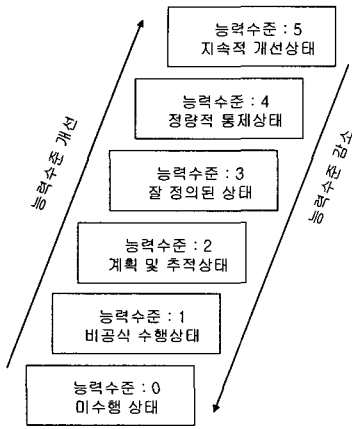 능력수준 : 5
지속적 개선상태
능력수준 : 4
정량적 통제상태
능력수준 : 3
잘 정의된 상태
능력수준 : 2
계획 및 추적상태
능력수준 : 1
비공식 수행상태
능력수준 : 0
미수행 상태
능력수준 개선
능력수준 감소